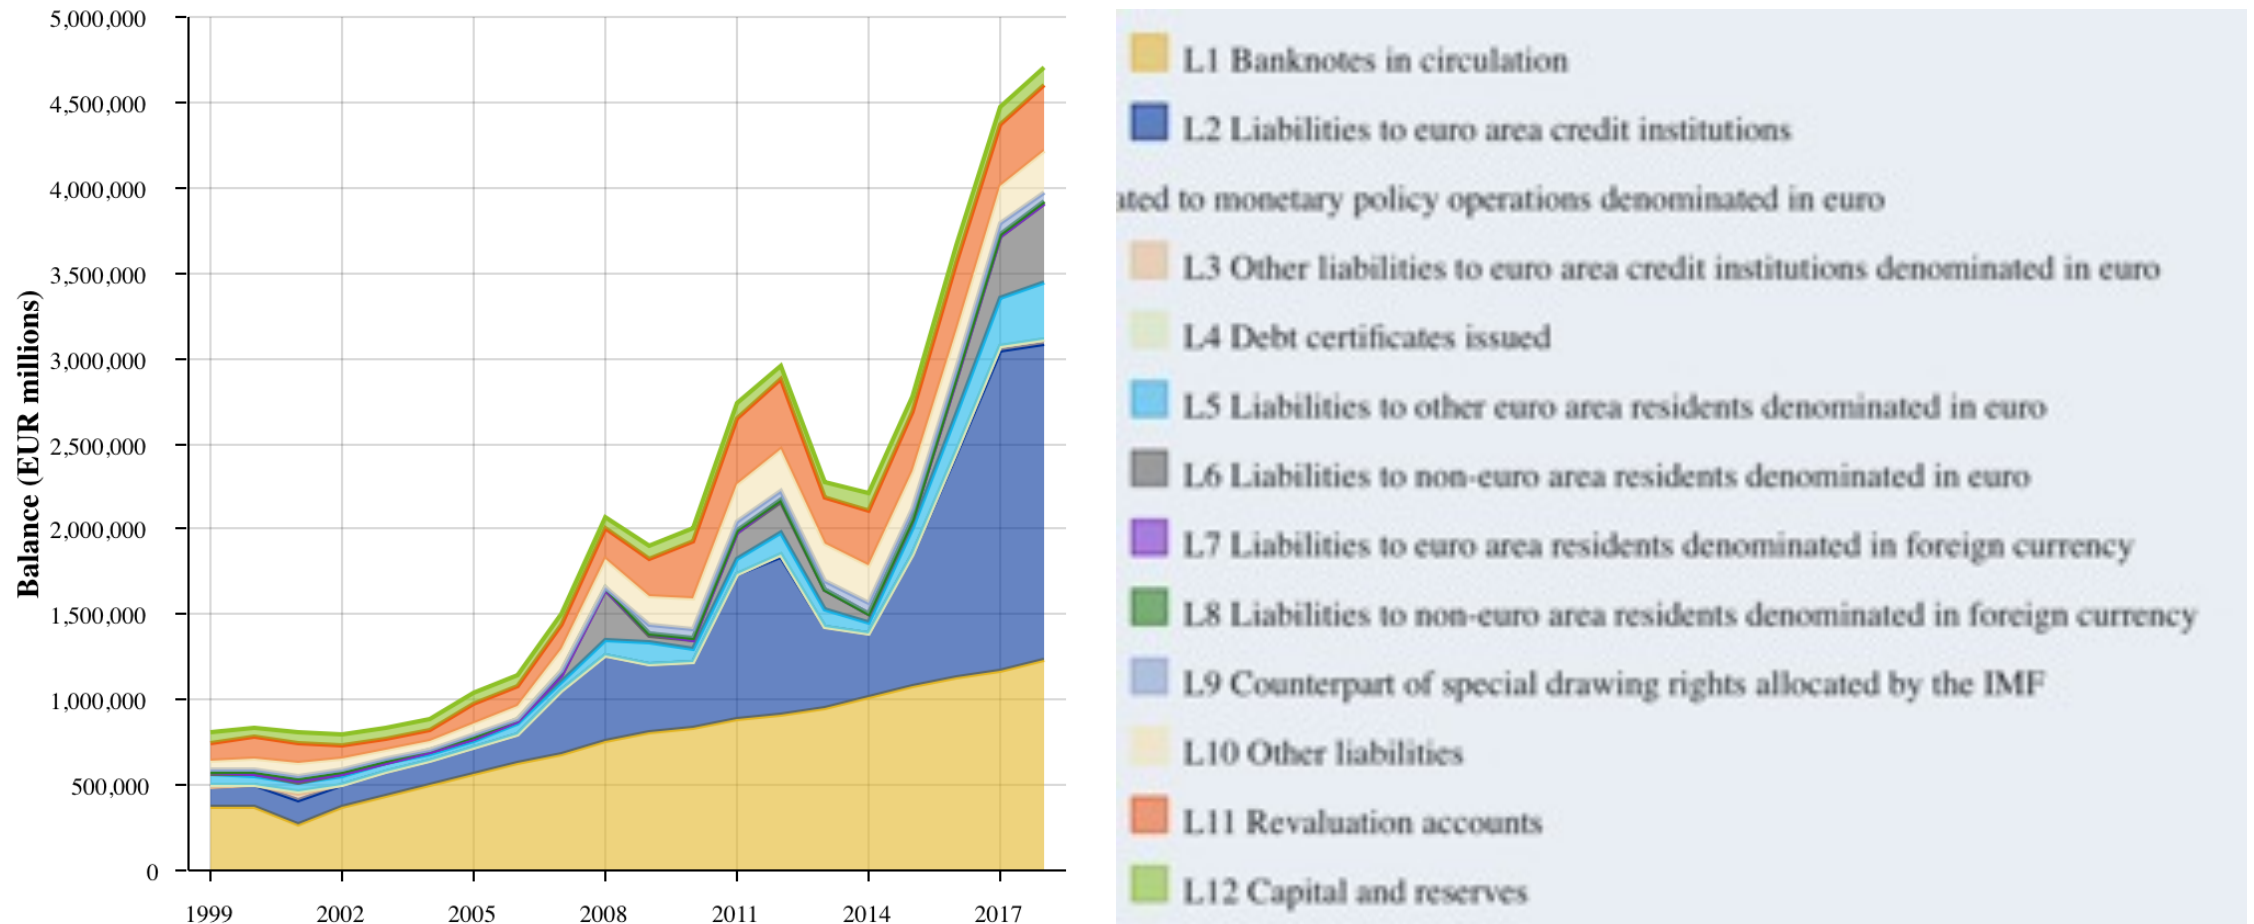 5,000,000
4,500,000
4,000,000
3,500,000
3,000,000
2,500,000
2,000,000
1,500,000
1,000,000
500,000
0
Balance (EUR millions)
1999 2002 2005 2008 2011 2014 2017
L1 Banknotes in circulation
L2 Liabilities to euro area credit institutions
ated to monetary policy operations denominated in euro
L3 Other liabilities to euro area credit institutions denominated in euro
L4 Debt certificates issued
L5 Liabilities to other euro area residents denominated in euro
L6 Liabilities to non-euro area residents denominated in euro
L7 Liabilities to euro area residents denominated in foreign currency
L8 Liabilities to non-euro area residents denominated in foreign currency
L9 Counterpart of special drawing rights allocated by the IMF
L10 Other liabilities
L11 Revaluation accounts
L12 Capital and reserves